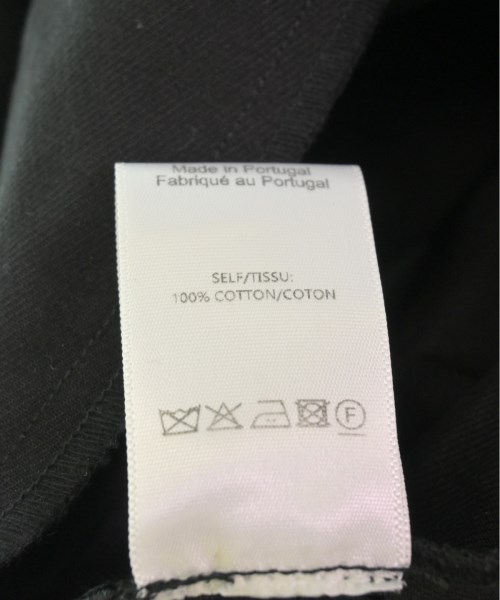 Made in Portugal
Fabriqué au Portugal
SELF/TISSU:
100% COTTON/COTON
F